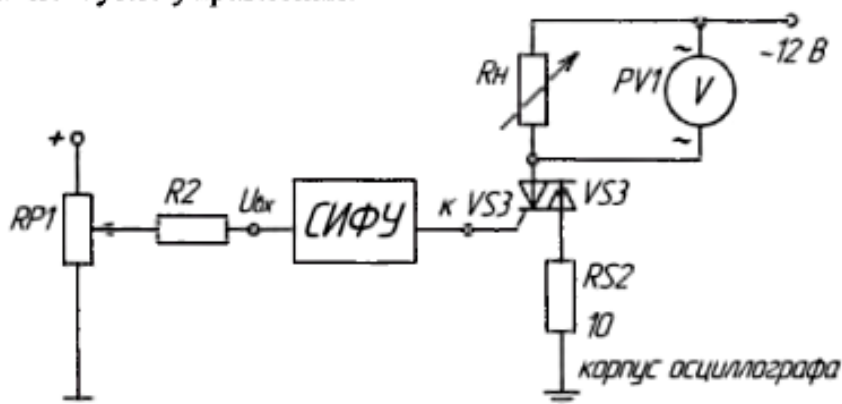 ~12 В
Rн
PV1
V
~
~
+
R2
Uвх
RP1
СИФУ
к VS3
VS3
RS2
10
корпус осциллографа